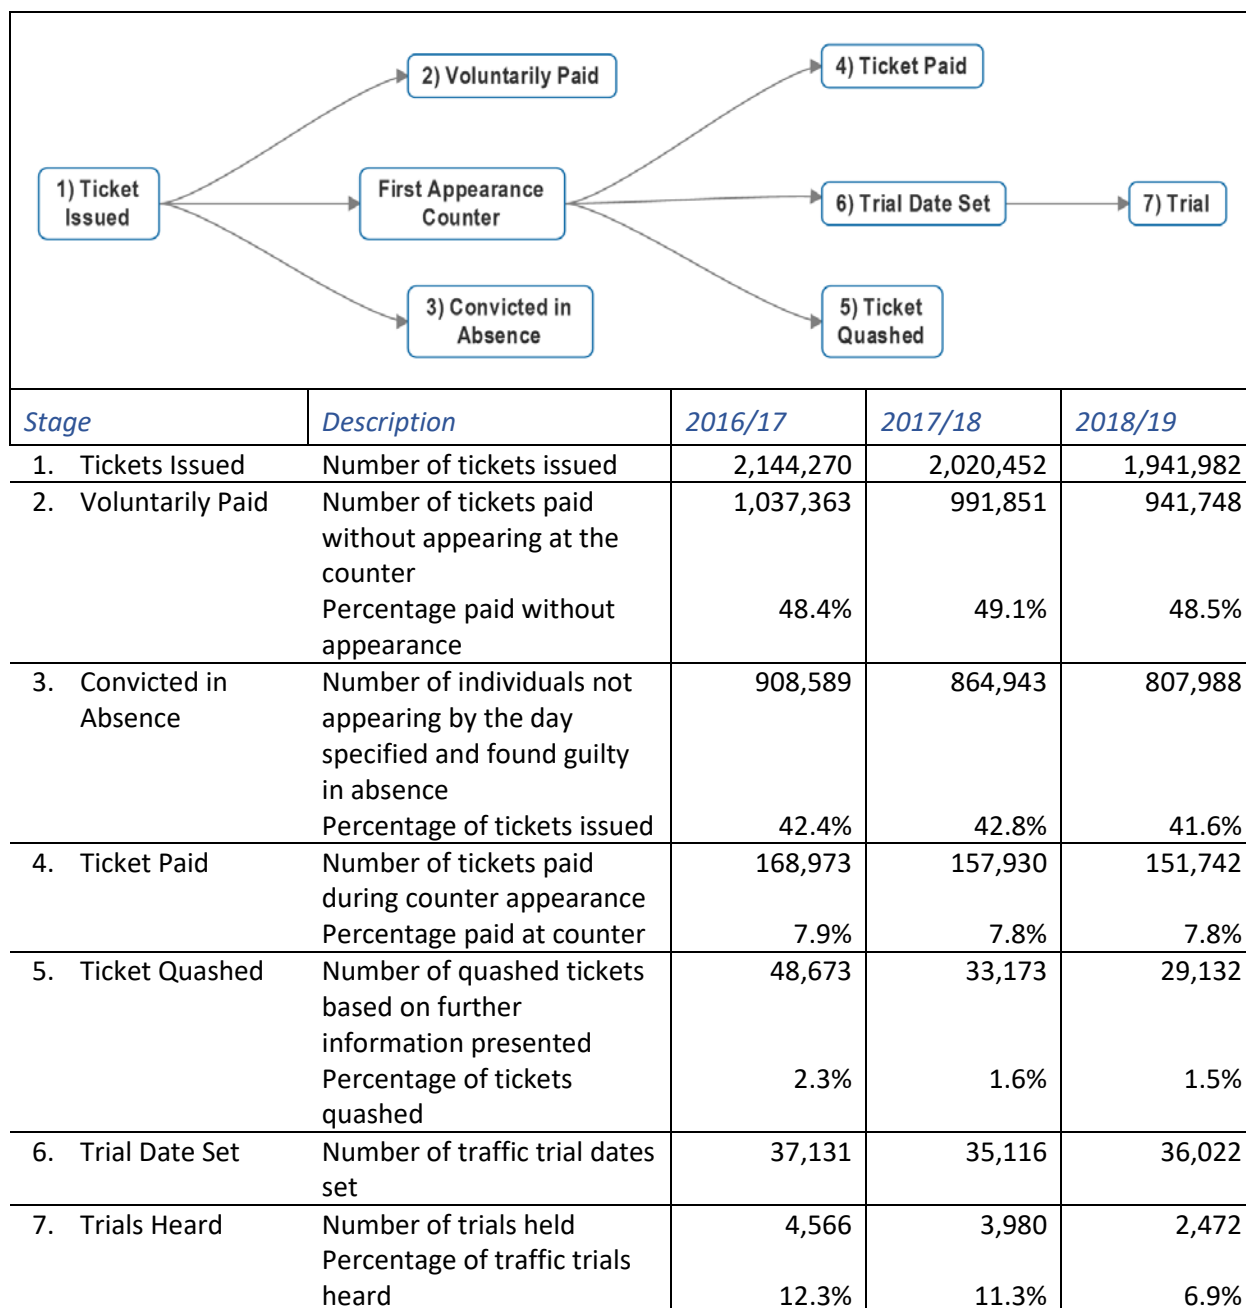 2) Voluntarily Paid
4) Ticket Paid
1) Ticket
Issued
First Appearance
Counter
6) Trial Date Set
7) Trial
3) Convicted in
Absence
5) Ticket
Quashed
Stage Description 2016/17 2017/18 2018/19
1. Tickets Issued Number of tickets issued 2,144,270 2,020,452 1,941,982
2. Voluntarily Paid Number of tickets paid 1,037,363 991,851 941,748
without appearing at the
counter
Percentage paid without 48.4% 49.1% 48.5%
appearance
3. Convicted in Number of individuals not 908,589 864,943 807,988
Absence appearing by the day
specified and found guilty
in absence
Percentage of tickets issued 42.4% 42.8% 41.6%
4. Ticket Paid Number of tickets paid 168,973 157,930 151,742
during counter appearance
Percentage paid at counter 7.9% 7.8% 7.8%
5. Ticket Quashed Number of quashed tickets 48,673 33,173 29,132
based on further
information presented
Percentage of tickets 2.3% 1.6% 1.5%
quashed
6. Trial Date Set Number of traffic trial dates 37,131 35,116 36,022
set
7. Trials Heard Number of trials held 4,566 3,980 2,472
Percentage of traffic trials
heard 12.3% 11.3% 6.9%